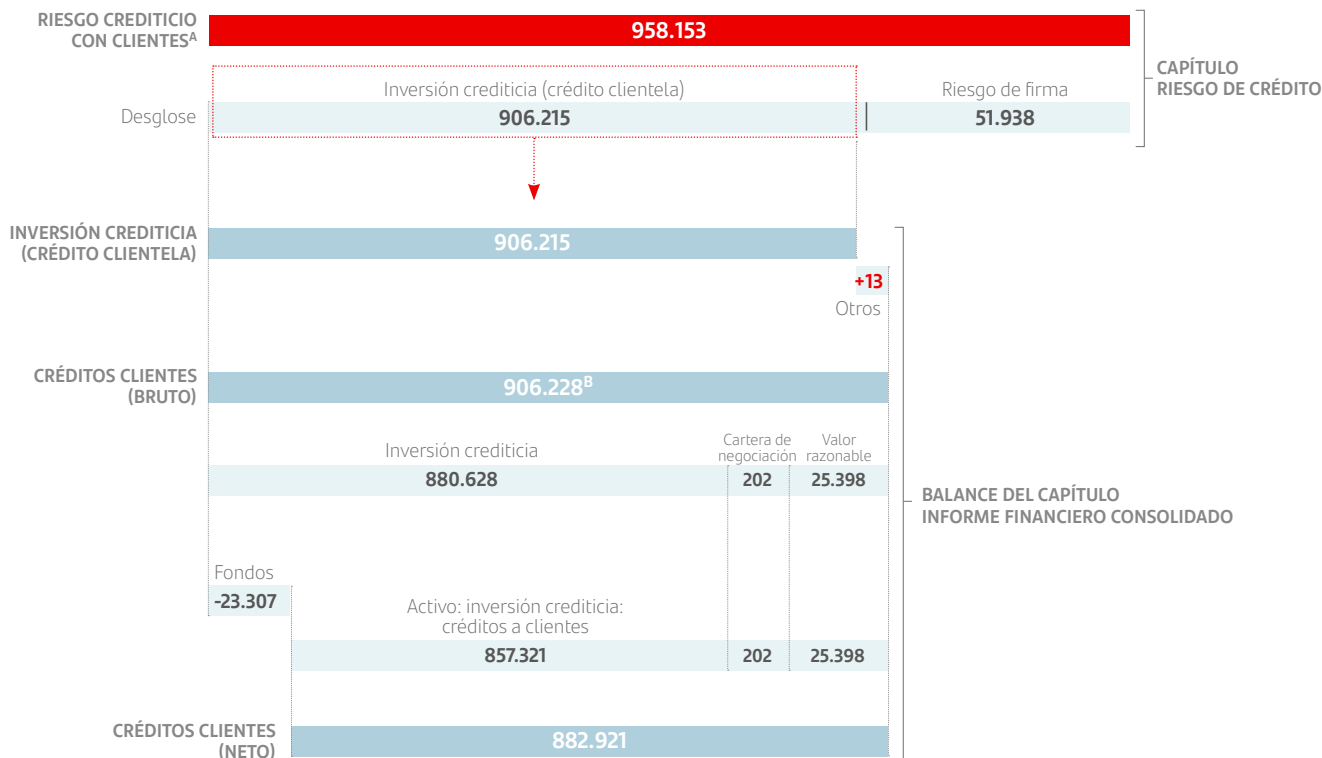 RIESGO CREDITICIO
CON CLIENTESA
958.153
CAPÍTULO
RIESGO DE CRÉDITO
Inversión crediticia (crédito clientela)
Riesgo de firma
Desglose
906.215
51.938
INVERSIÓN CREDITICIA
(CRÉDITO CLIENTELA)
906.215
+13
Otros
CRÉDITOS CLIENTES
(BRUTO)
906.228B
Inversión crediticia
Cartera de
negociación
Valor
razonable
880.628
202
25.398
BALANCE DEL CAPÍTULO
INFORME FINANCIERO CONSOLIDADO
Fondos
-23.307
Activo: inversión crediticia:
créditos a clientes
857.321
202
25.398
CRÉDITOS CLIENTES
(NETO)
882.921